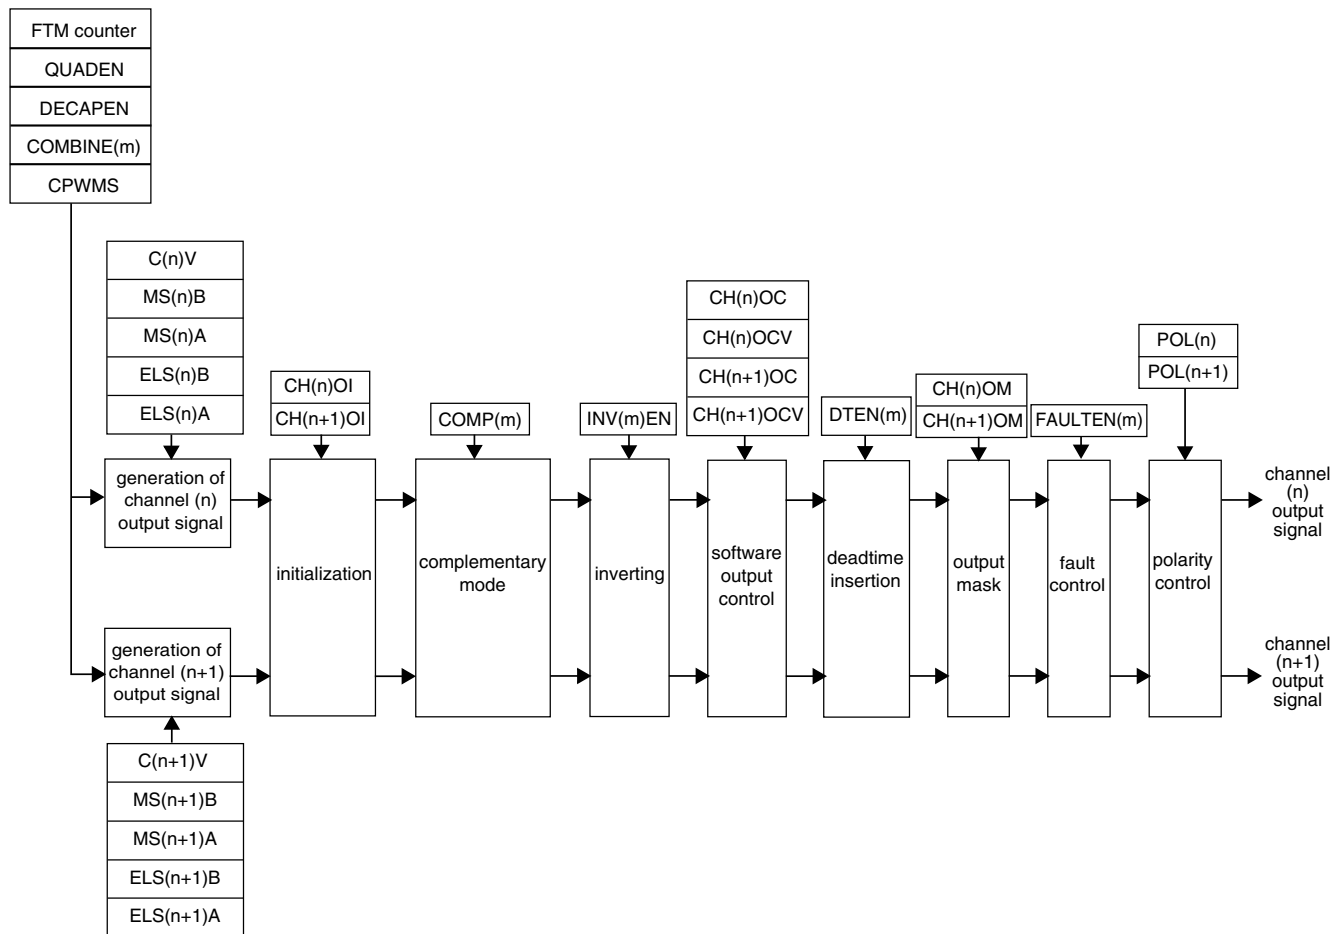 FTM counter
QUADEN
DECAPEN
COMBINE(m)
CPWMS
C(n)V
MS(n)B
MS(n)A
ELS(n)B
ELS(n)A
CH(n)OI
CH(n+1)OI
COMP(m)
INV(m)EN
CH(n)OC
CH(n)OCV
CH(n+1)OC
CH(n+1)OCV
DTEN(m)
CH(n)OM
CH(n+1)OM
FAULTEN(m)
POL(n)
POL(n+1)
generation of
channel (n)
output signal
initialization
complementary
mode
inverting
software
output
control
deadtime
insertion
output
mask
fault
control
polarity
control
channel
(n)
output
signal
generation of
channel (n+1)
output signal
channel
(n+1)
output
signal
C(n+1)V
MS(n+1)B
MS(n+1)A
ELS(n+1)B
ELS(n+1)A